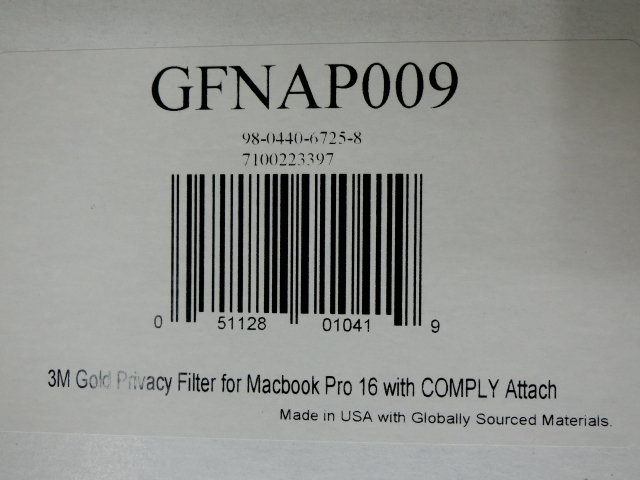 GFNAP009
98-0440-6725-8
7100223397
0 51128 01041 9
3M Gold Privacy Filter for Macbook Pro 16 with COMPLY Attach
Made in USA with Globally Sourced Materials.